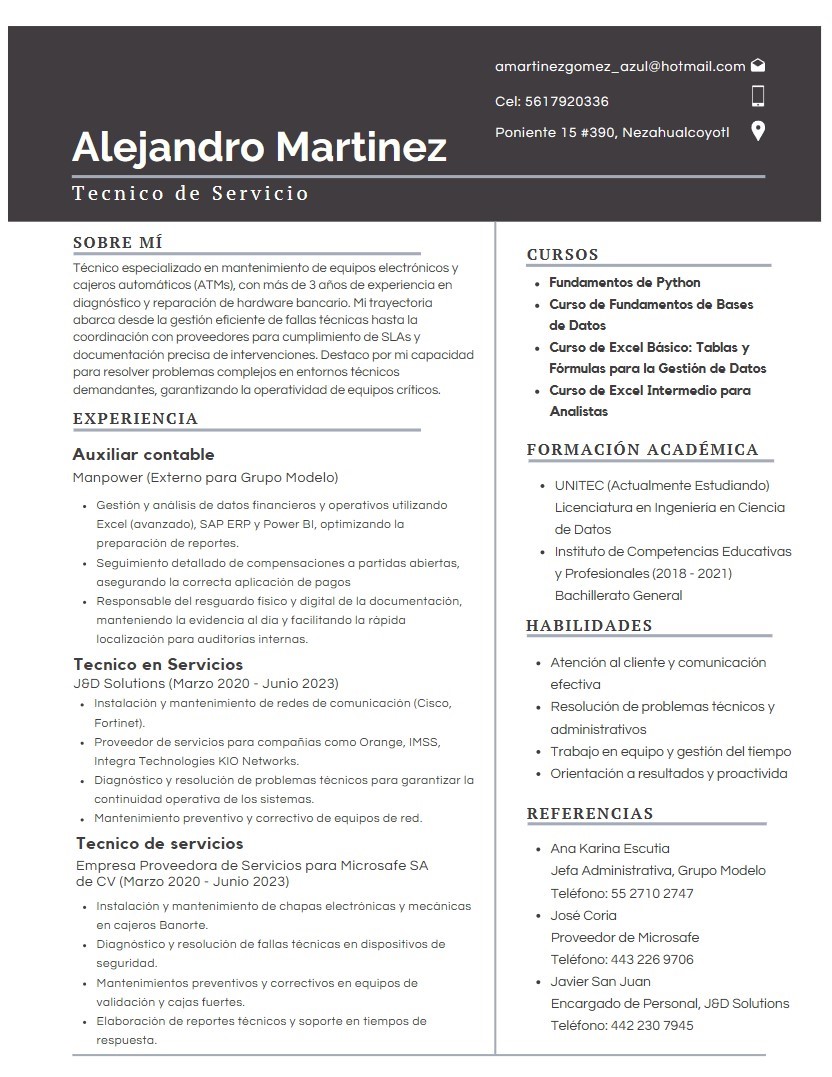 amartinezgomez_azul@hotmail.com
Cel: 5617920336
Poniente 15 #390, Nezahualcoyotl
Alejandro Martinez
Tecnico de Servicio
SOBRE MÍ
Técnico especializado en mantenimiento de equipos electrónicos y
cajeros automáticos (ATMs), con más de 3 años de experiencia en
diagnóstico y reparación de hardware bancario. Mi trayectoria
abarca desde la gestión eficiente de fallas técnicas hasta la
coordinación con proveedores para cumplimiento de SLAs y
documentación precisa de intervenciones. Destaco por mi capacidad
para resolver problemas complejos en entornos técnicos
demandantes, garantizando la operatividad de equipos críticos.
EXPERIENCIA
Auxiliar contable
Manpower (Externo para Grupo Modelo)
• Gestión y análisis de datos financieros y operativos utilizando
Excel (avanzado), SAP ERP y Power BI, optimizando la
preparación de reportes.
• Seguimiento detallado de compensaciones a partidas abiertas,
asegurando la correcta aplicación de pagos
• Responsable del resguardo físico y digital de la documentación,
manteniendo la evidencia al día y facilitando la rápida
localización para auditorías internas.
Tecnico en Servicios
J&D Solutions (Marzo 2020 - Junio 2023)
• Instalación y mantenimiento de redes de comunicación (Cisco,
Fortinet).
• Proveedor de servicios para compañías como Orange, IMSS,
Integra Technologies KIO Networks.
• Diagnóstico y resolución de problemas técnicos para garantizar la
continuidad operativa de los sistemas.
• Mantenimiento preventivo y correctivo de equipos de red.
Tecnico de servicios
Empresa Proveedora de Servicios para Microsafe SA
de CV (Marzo 2020 - Junio 2023)
• Instalación y mantenimiento de chapas electrónicas y mecánicas
en cajeros Banorte.
• Diagnóstico y resolución de fallas técnicas en dispositivos de
seguridad.
• Mantenimientos preventivos y correctivos en equipos de
validación y cajas fuertes.
• Elaboración de reportes técnicos y soporte en tiempos de
respuesta.
CURSOS
• Fundamentos de Python
• Curso de Fundamentos de Bases
de Datos
• Curso de Excel Básico: Tablas y
Fórmulas para la Gestión de Datos
• Curso de Excel Intermedio para
Analistas
FORMACIÓN ACADÉMICA
• UNITEC (Actualmente Estudiando)
Licenciatura en Ingenieria en Ciencia
de Datos
• Instituto de Competencias Educativas
y Profesionales (2018 - 2021)
Bachillerato General
HABILIDADES
• Atención al cliente y comunicación
efectiva
• Resolución de problemas técnicos y
administrativos
• Trabajo en equipo y gestión del tiempo
• Orientación a resultados y proactivida
REFERENCIAS
• Ana Karina Escutia
Jefa Administrativa, Grupo Modelo
Teléfono: 55 2710 2747
• José Coria
Proveedor de Microsafe
Teléfono: 443 226 9706
• Javier San Juan
Encargado de Personal, J&D Solutions
Teléfono: 442 230 7945